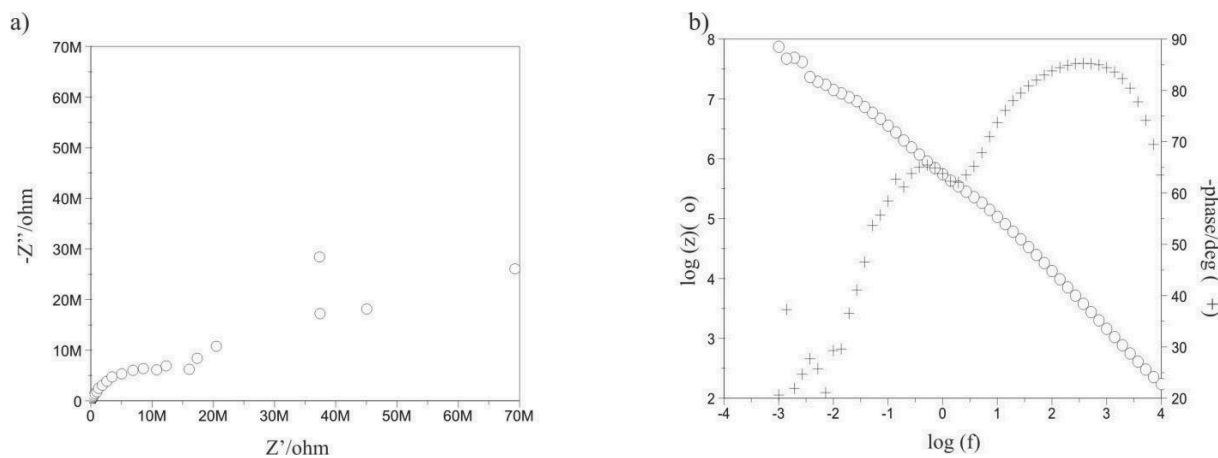 a)
70M
60M
50M
40M
30M
20M
10M
0
-Z’’/ohm
0 10M 20M 30M 40M 50M 60M 70M
Z’/ohm
b)
8
7
6
5
4
3
2
log (z)( o)
-4 -3 -2 -1 0 1 2 3 4
log (f)
90
80
70
60
50
40
30
20
-phase/deg ( +)